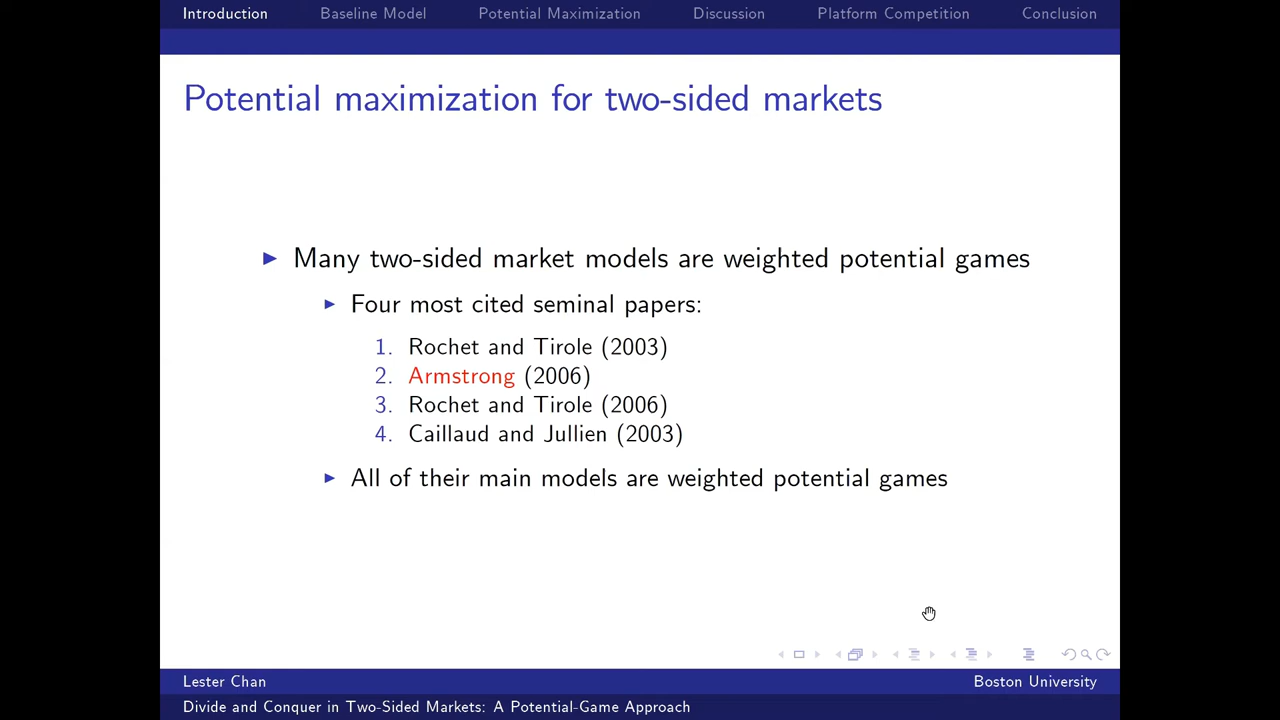 Introduction Baseline Model Potential Maximization Discussion Platform Competition Conclusion
Potential maximization for two-sided markets
Many two-sided market models are weighted potential games
Four most cited seminal papers:
1. Rochet and Tirole (2003)
2. Armstrong (2006)
3. Rochet and Tirole (2006)
4. Caillaud and Jullien (2003)
All of their main models are weighted potential games
Lester Chan Boston University
Divide and Conquer in Two-Sided Markets: A Potential-Game Approach